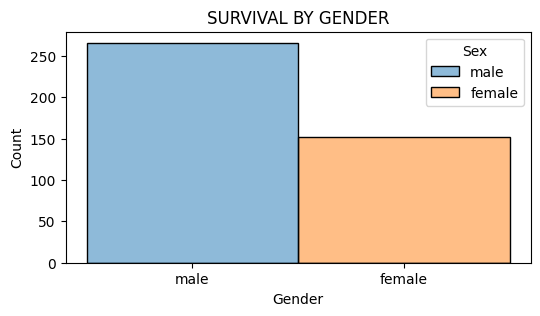 SURVIVAL BY GENDER
Sex
male
female
250
200
150
100
50
0
Count
male female
Gender